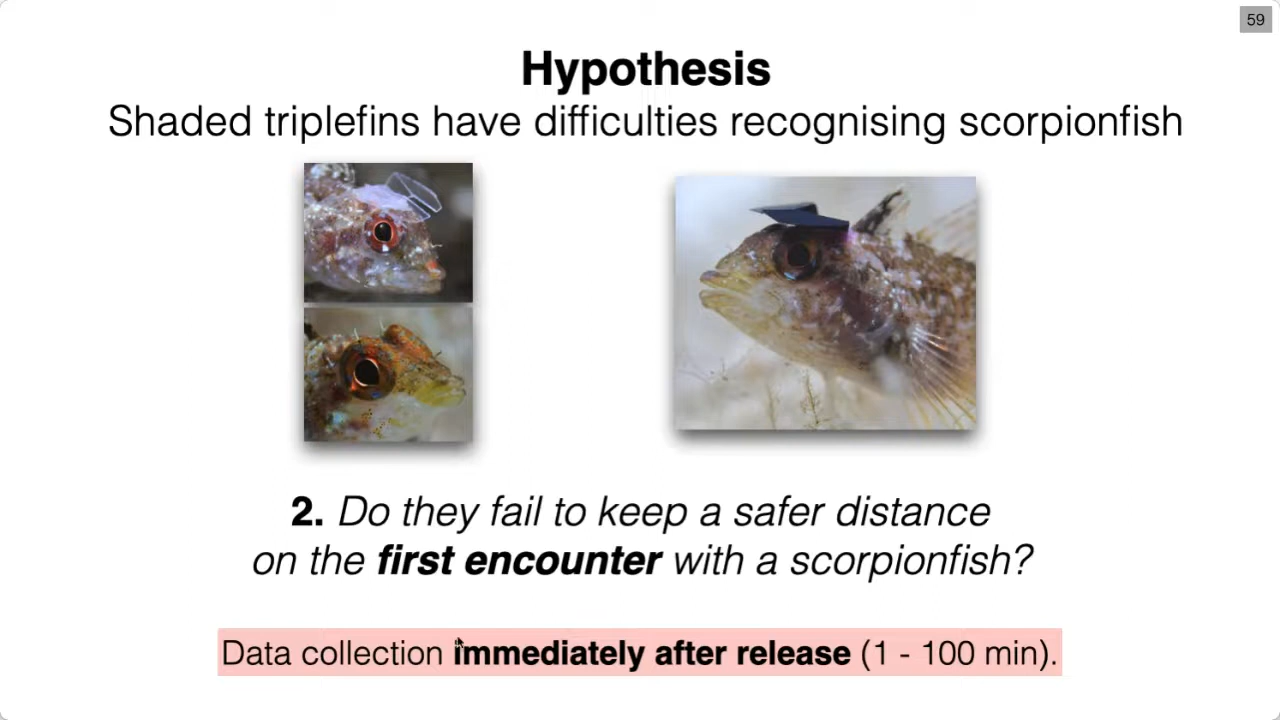 59
Hypothesis
Shaded triplefins have difficulties recognising scorpionfish
2. Do they fail to keep a safer distance
on the first encounter with a scorpionfish?
Data collection immediately after release (1 - 100 min).